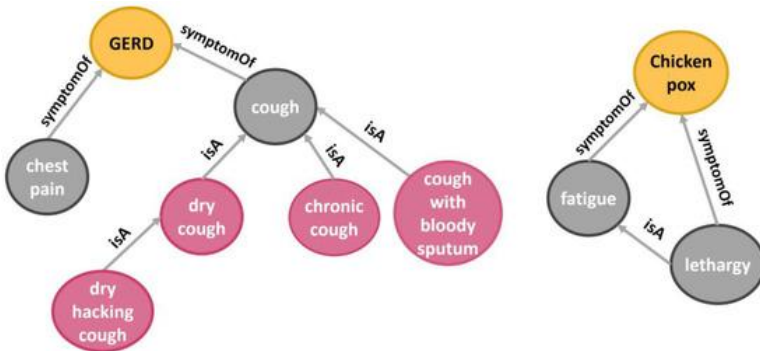 GERD
symptomOf
symptomOf
cough
chest
pain
isA
isA
isA
dry
cough
chronic
cough
cough
with
bloody
sputum
isA
dry
hacking
cough
Chicken
pox
symptomOf
symptomOf
fatigue
isA
lethargy